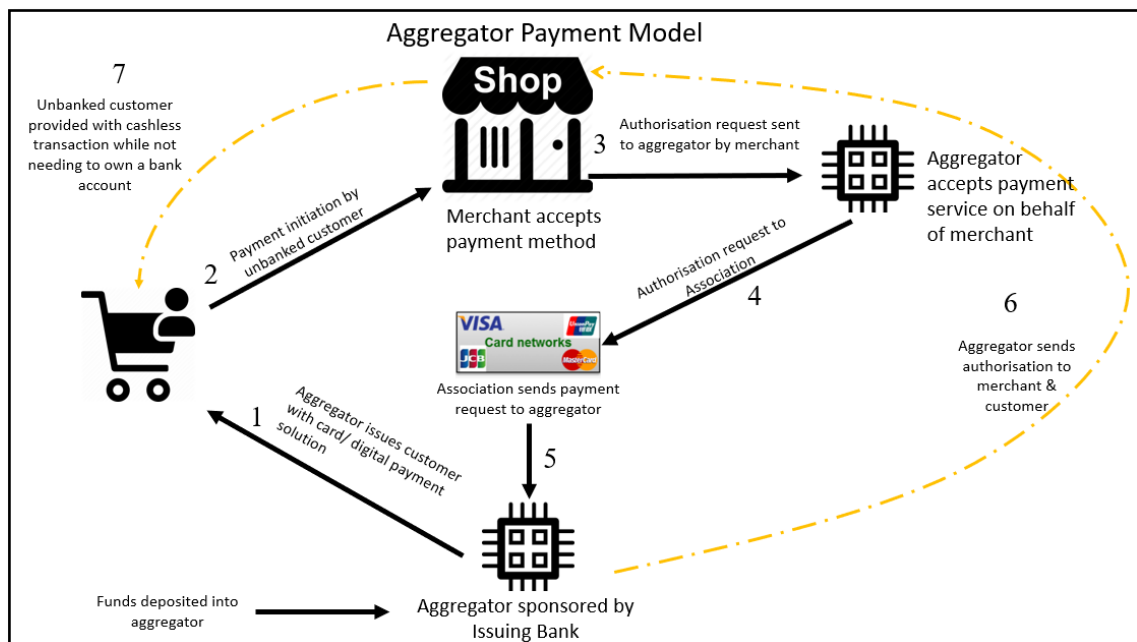 Aggregator Payment Model
7
Unbanked customer
provided with cashless
transaction while not
needing to own a bank
account
Shop
Merchant accepts
payment method
2
Payment initiation by
unbanked customer
3
Authorisation request sent
to aggregator by merchant
Aggregator
accepts payment
service on behalf
of merchant
Authorisation request to
Association
4
VISA
UnionPay
银联
Card networks
JCB
MasterCard
Association sends payment
request to aggregator
5
6
Aggregator sends
authorisation to
merchant &
customer
1
Aggregator issues customer
with card/ digital payment
solution
Funds deposited into
aggregator
Aggregator sponsored by
Issuing Bank